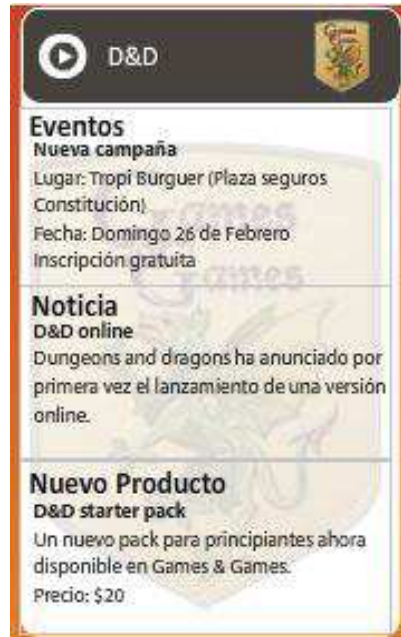 D&D
Eventos
Nueva campaña
Lugar: Tropi Burguer (Plaza seguros
Constitución)
Fecha: Domingo 26 de Febrero
Inscripción gratuita
Noticia
D&D online
Dungeons and dragons ha anunciado por
primera vez el lanzamiento de una versión
online.
Nuevo Producto
D&D starter pack
Un nuevo pack para principiantes ahora
disponible en Games & Games.
Precio: $20
Games
Games